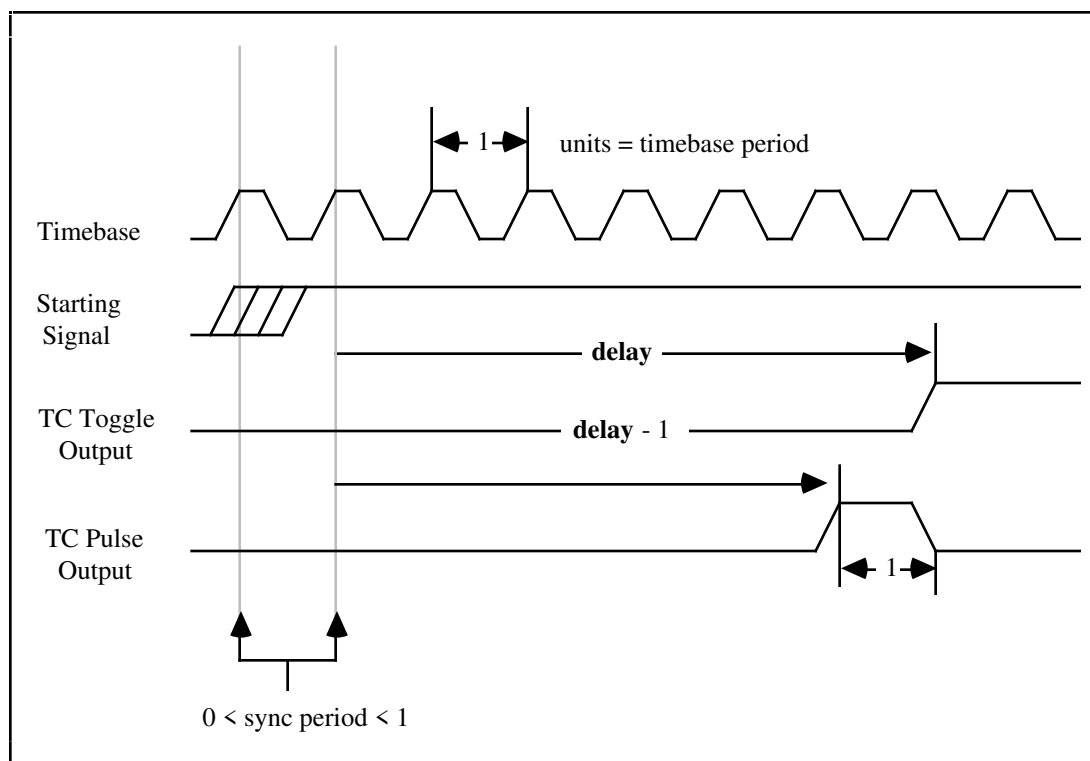 1
units = timebase period
Timebase
Starting
Signal
delay
TC Toggle
Output
delay - 1
TC Pulse
Output
1
0 < sync period < 1